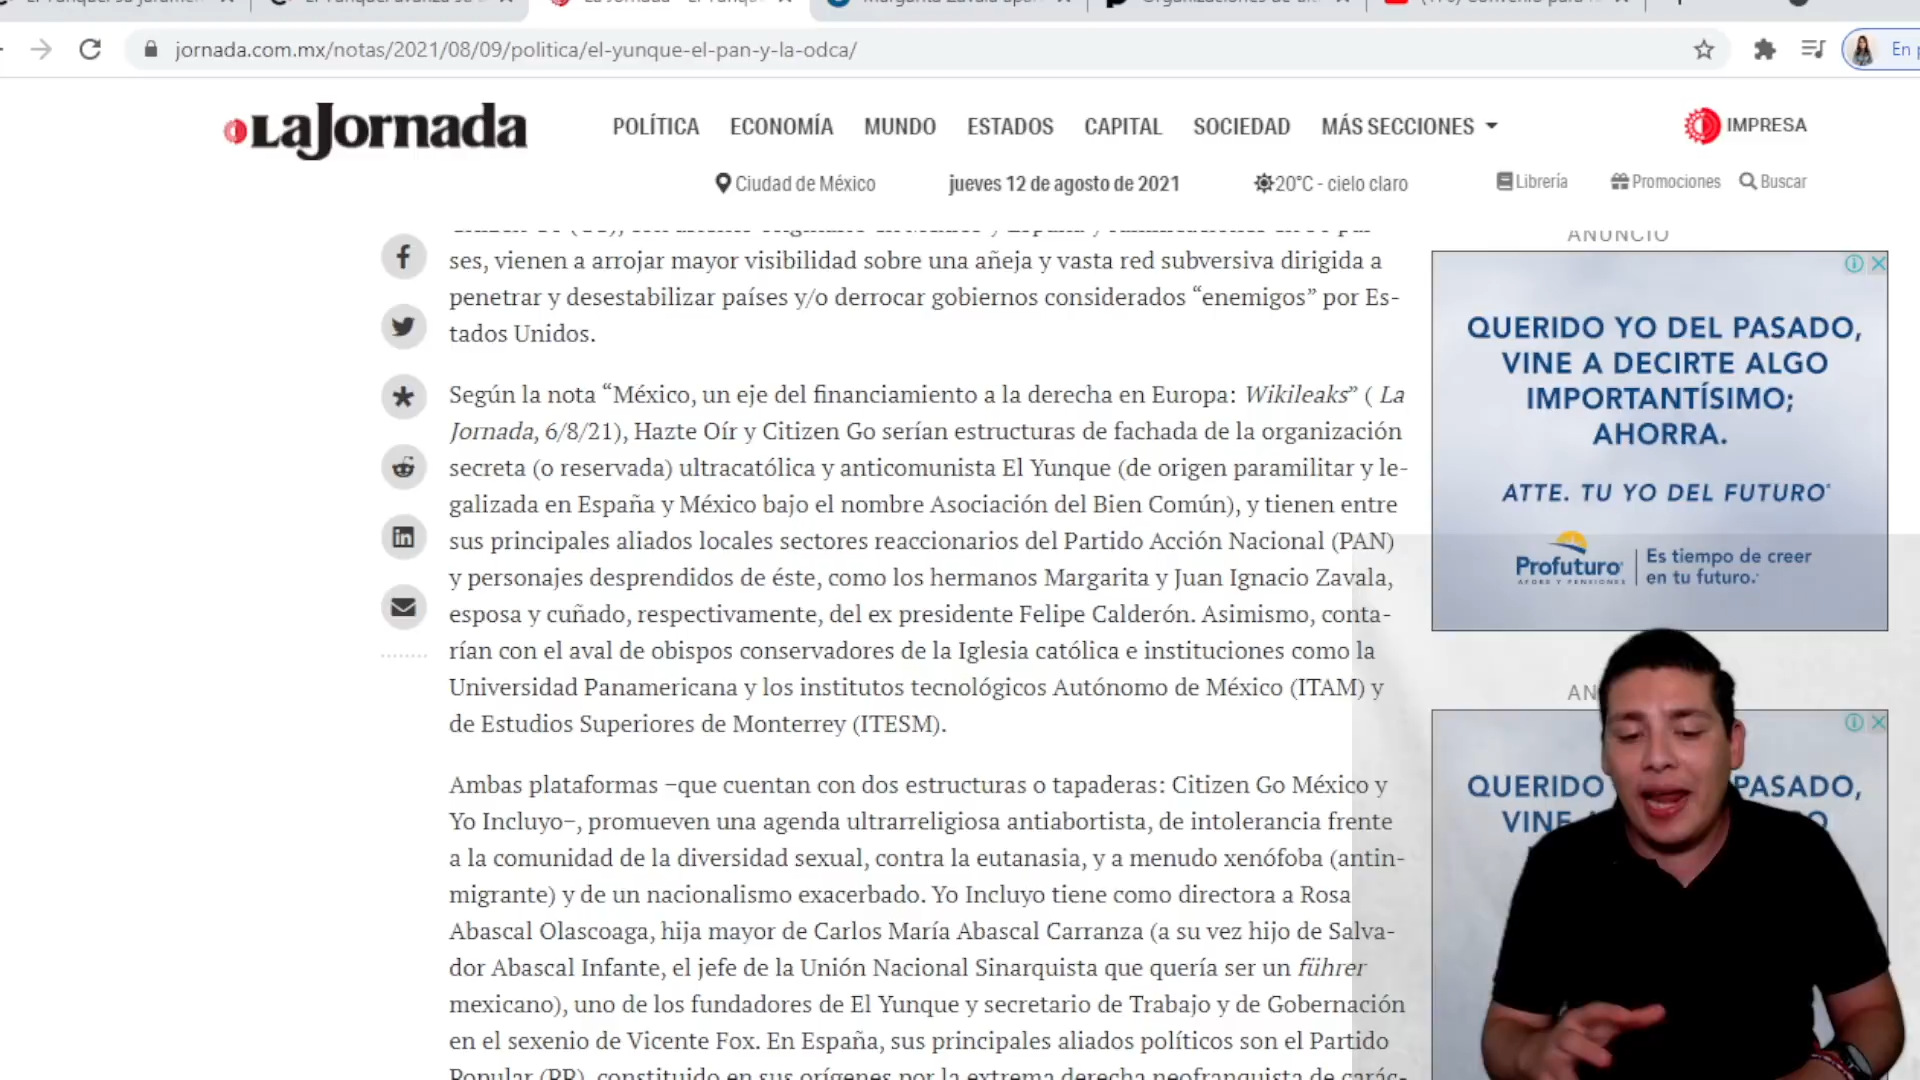 jornada.com.mx/notas/2021/08/09/politica/el-yunque-el-pan-y-la-odca/
En p
La Jornada
POLÍTICA ECONOMÍA MUNDO ESTADOS CAPITAL SOCIEDAD MÁS SECCIONES
IMPRESA
Ciudad de México
jueves 12 de agosto de 2021
20°C - cielo claro
Librería
Promociones
Buscar
ses, vienen a arrojar mayor visibilidad sobre una añeja y vasta red subversiva dirigida a
penetrar y desestabilizar países y/o derrocar gobiernos considerados “enemigos” por Es-
tados Unidos.
Según la nota “México, un eje del financiamiento a la derecha en Europa: Wikileaks” ( La
Jornada, 6/8/21), Hazte Oír y Citizen Go serían estructuras de fachada de la organización
secreta (o reservada) ultracatólica y anticomunista El Yunque (de origen paramilitar y le-
galizada en España y México bajo el nombre Asociación del Bien Común), y tienen entre
sus principales aliados locales sectores reaccionarios del Partido Acción Nacional (PAN)
y personajes desprendidos de éste, como los hermanos Margarita y Juan Ignacio Zavala,
esposa y cuñado, respectivamente, del ex presidente Felipe Calderón. Asimismo, conta-
rían con el aval de obispos conservadores de la Iglesia católica e instituciones como la
Universidad Panamericana y los institutos tecnológicos Autónomo de México (ITAM) y
de Estudios Superiores de Monterrey (ITESM).
Ambas plataformas –que cuentan con dos estructuras o tapaderas: Citizen Go México y
Yo Incluyo–, promueven una agenda ultrarreligiosa antiabortista, de intolerancia frente
a la comunidad de la diversidad sexual, contra la eutanasia, y a menudo xenófoba (antin-
migrante) y de un nacionalismo exacerbado. Yo Incluyo tiene como directora a Rosa
Abascal Olascoaga, hija mayor de Carlos María Abascal Carranza (a su vez hijo de Salva-
dor Abascal Infante, el jefe de la Unión Nacional Sinarquista que quería ser un führer
mexicano), uno de los fundadores de El Yunque y secretario de Trabajo y de Gobernación
en el sexenio de Vicente Fox. En España, sus principales aliados políticos son el Partido
Popular (PP), constituido en sus orígenes por la extrema derecha neofranquista de carác-
ANUNCIO
QUERIDO YO DEL PASADO,
VINE A DECIRTE ALGO
IMPORTANTÍSIMO;
AHORRA.
ATTE. TU YO DEL FUTURO
Profuturo
AFORE Y PENSIONES
Es tiempo de creer
en tu futuro.
AN
QUERIDO PASADO,
VINE